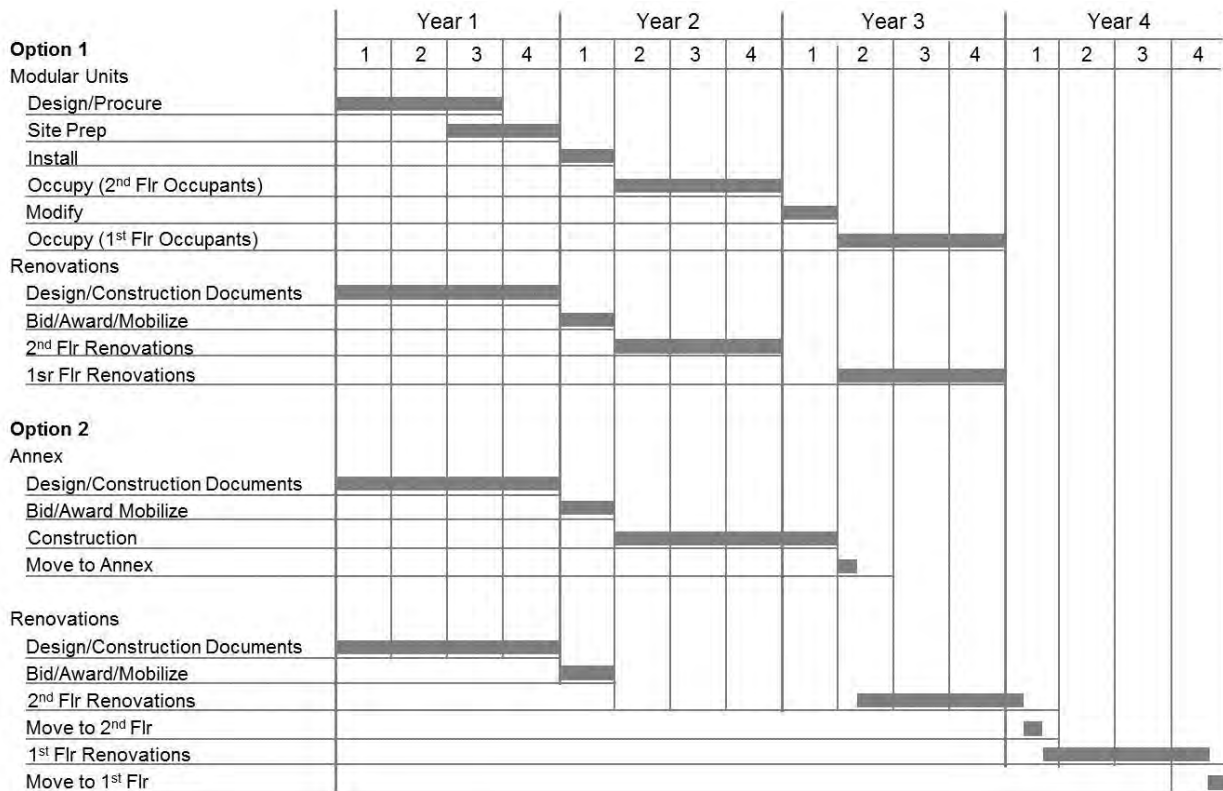 Year 1 Year 2 Year 3 Year 4
Option 1 1 2 3 4 1 2 3 4 1 2 3 4 1 2 3 4
Modular Units
Design/Procure
Site Prep
Install
Occupy (2nd Flr Occupants)
Modify
Occupy (1st Flr Occupants)
Renovations
Design/Construction Documents
Bid/Award/Mobilize
2nd Flr Renovations
1sr Flr Renovations
Option 2
Annex
Design/Construction Documents
Bid/Award Mobilize
Construction
Move to Annex
Renovations
Design/Construction Documents
Bid/Award/Mobilize
2nd Flr Renovations
Move to 2nd Flr
1st Flr Renovations
Move to 1st Flr